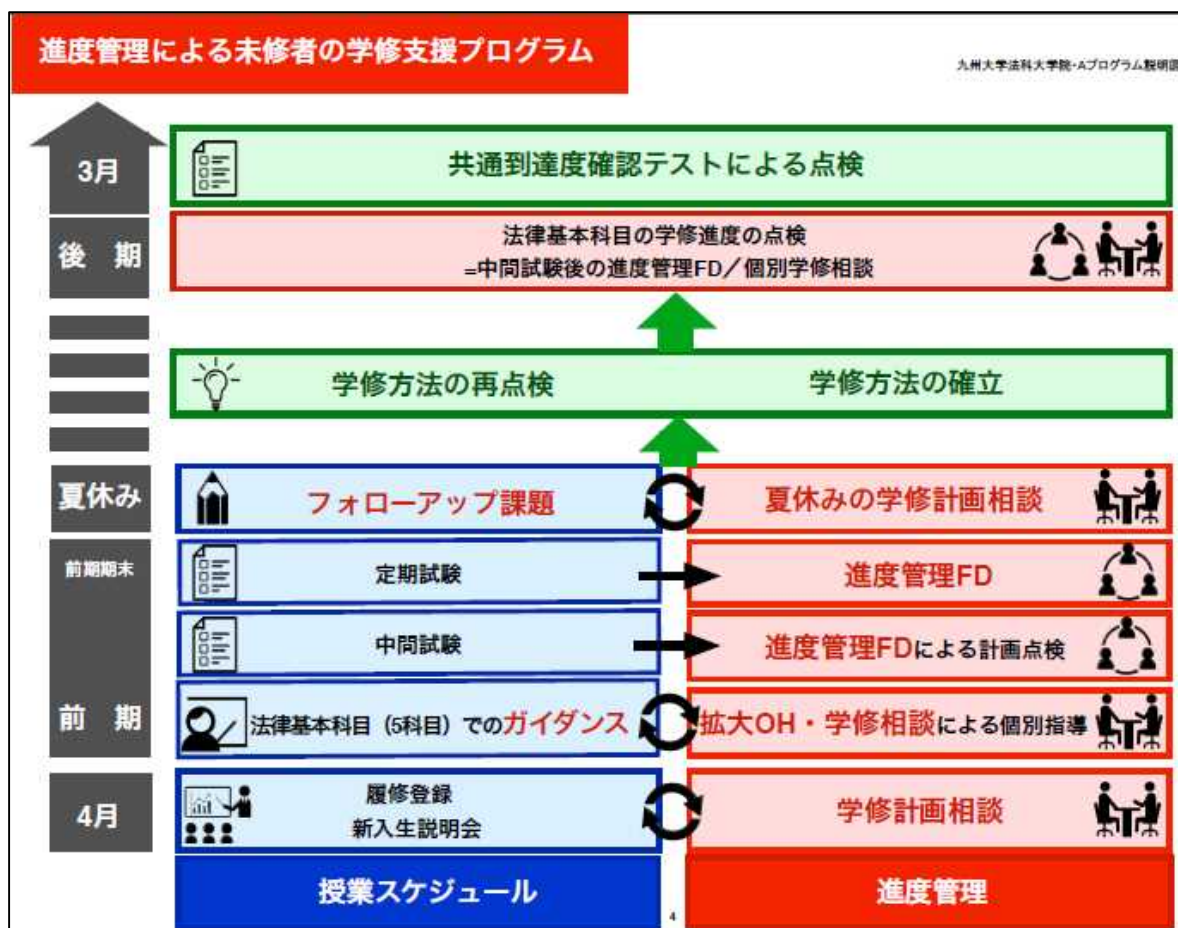 進度管理による未修者の学修支援プログラム
九州大学法科大学院・Aプログラム説明図
3月
共通到達度確認テストによる点検
後 期
法律基本科目の学修進度の点検
=中間試験後の進度管理FD/個別学修相談
学修方法の再点検 学修方法の確立
夏休み
フォローアップ課題
夏休みの学修計画相談
前期期末
定期試験
進度管理FD
中間試験
進度管理FDによる計画点検
前 期
法律基本科目(5科目)でのガイダンス
拡大OH・学修相談による個別指導
4月
履修登録
新入生説明会
学修計画相談
授業スケジュール
進度管理
4